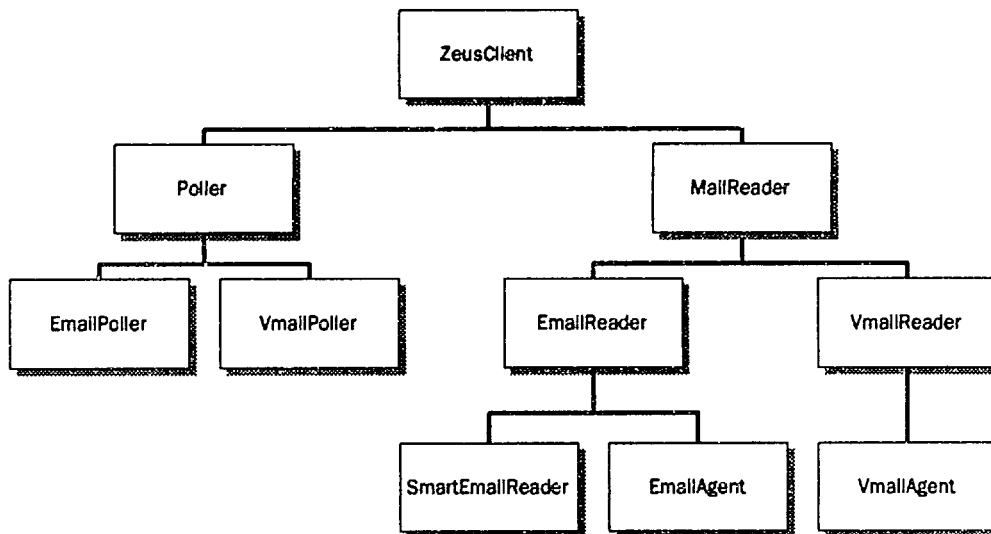 ZeusClient
Poller
MailReader
EmailPoller
VmailPoller
EmailReader
VmailReader
SmartEmailReader
EmailAgent
VmailAgent